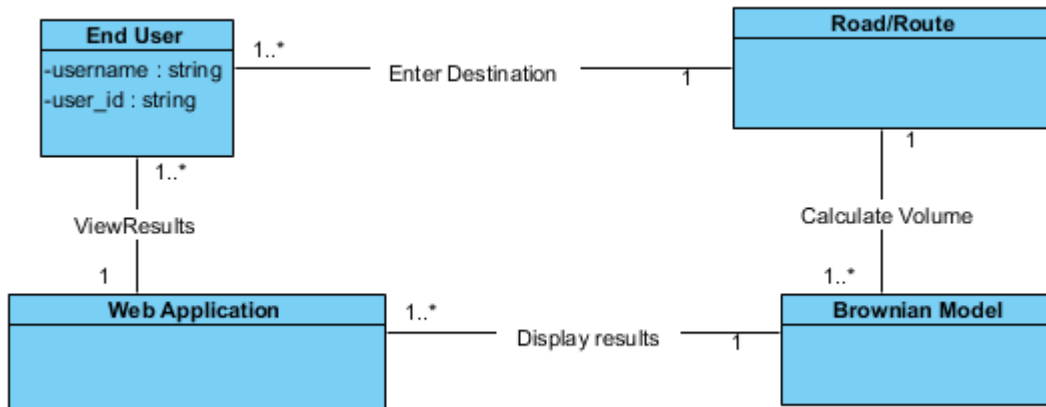 End User
-username : string
-user_id : string
1..*
Enter Destination
1
Road/Route
1..*
ViewResults
1
1
Calculate Volume
1..*
Web Application
1..*
Display results
1
Brownian Model